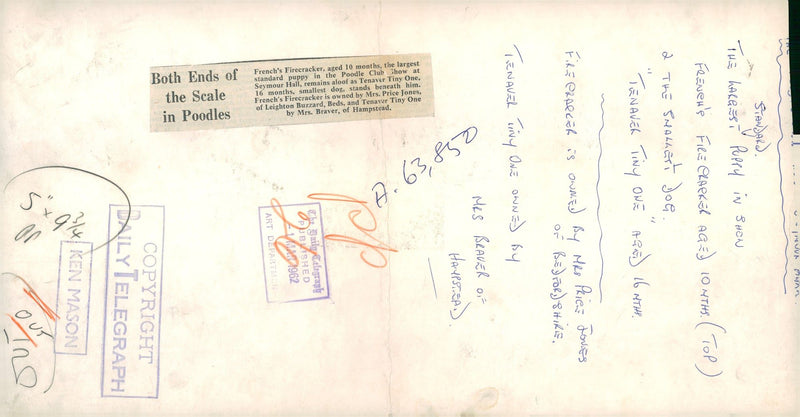 Both Ends of
the Scale
in Poodles
French's Firecracker, aged 10 months, the largest
standard puppy in the Poodle Club Show at
Seymour Hall, remains aloof as Tenaver Tiny One,
16 months, smallest dog, stands beneath him.
French's Firecracker is owned by Mrs. Price Jones,
of Leighton Buzzard, Beds, and Tenaver Tiny One
by Mrs. Braver, of Hampstead.
STANDARD.
THE LARGEST PUPPY IN SHOW
FRENCH'S FIRECRACKER AGED 10 MTHS. (TOP)
& THE SMALLEST DOG.
"TENAVER TINY ONE" AGED 16 MTHS.
FIRECRACKER IS OWNED BY MRS PRICE JONES
OF BEDFORDSHIRE.
TENAVER TINY ONE OWNED BY
MRS BRAVER OF
HAMPSTEAD.
A. 63,850
The Daily Telegraph
PUBLISHED
1962
ART DEPARTMENT
5" x 9 3/4
COPYRIGHT
DAILY TELEGRAPH
KEN MASON
OUT